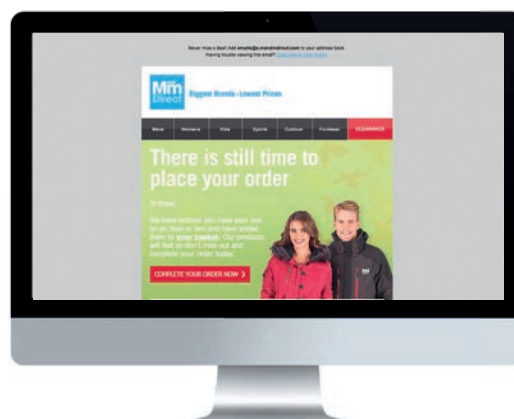 Never miss a deal! Add emails@e.mandmdirect.com to your address book
Having trouble viewing the email?
Mm
Direct
Biggest Brands - Lowest Prices
Mens Womens Kids Sports Outdoor Footwear CLEARANCE
There is still time to
place your order
Hi there,
We have noticed you have your eye
on an item or two and have added
them to your basket. Our products
sell fast so don't miss out and
complete your order today.
COMPLETE YOUR ORDER NOW ❯